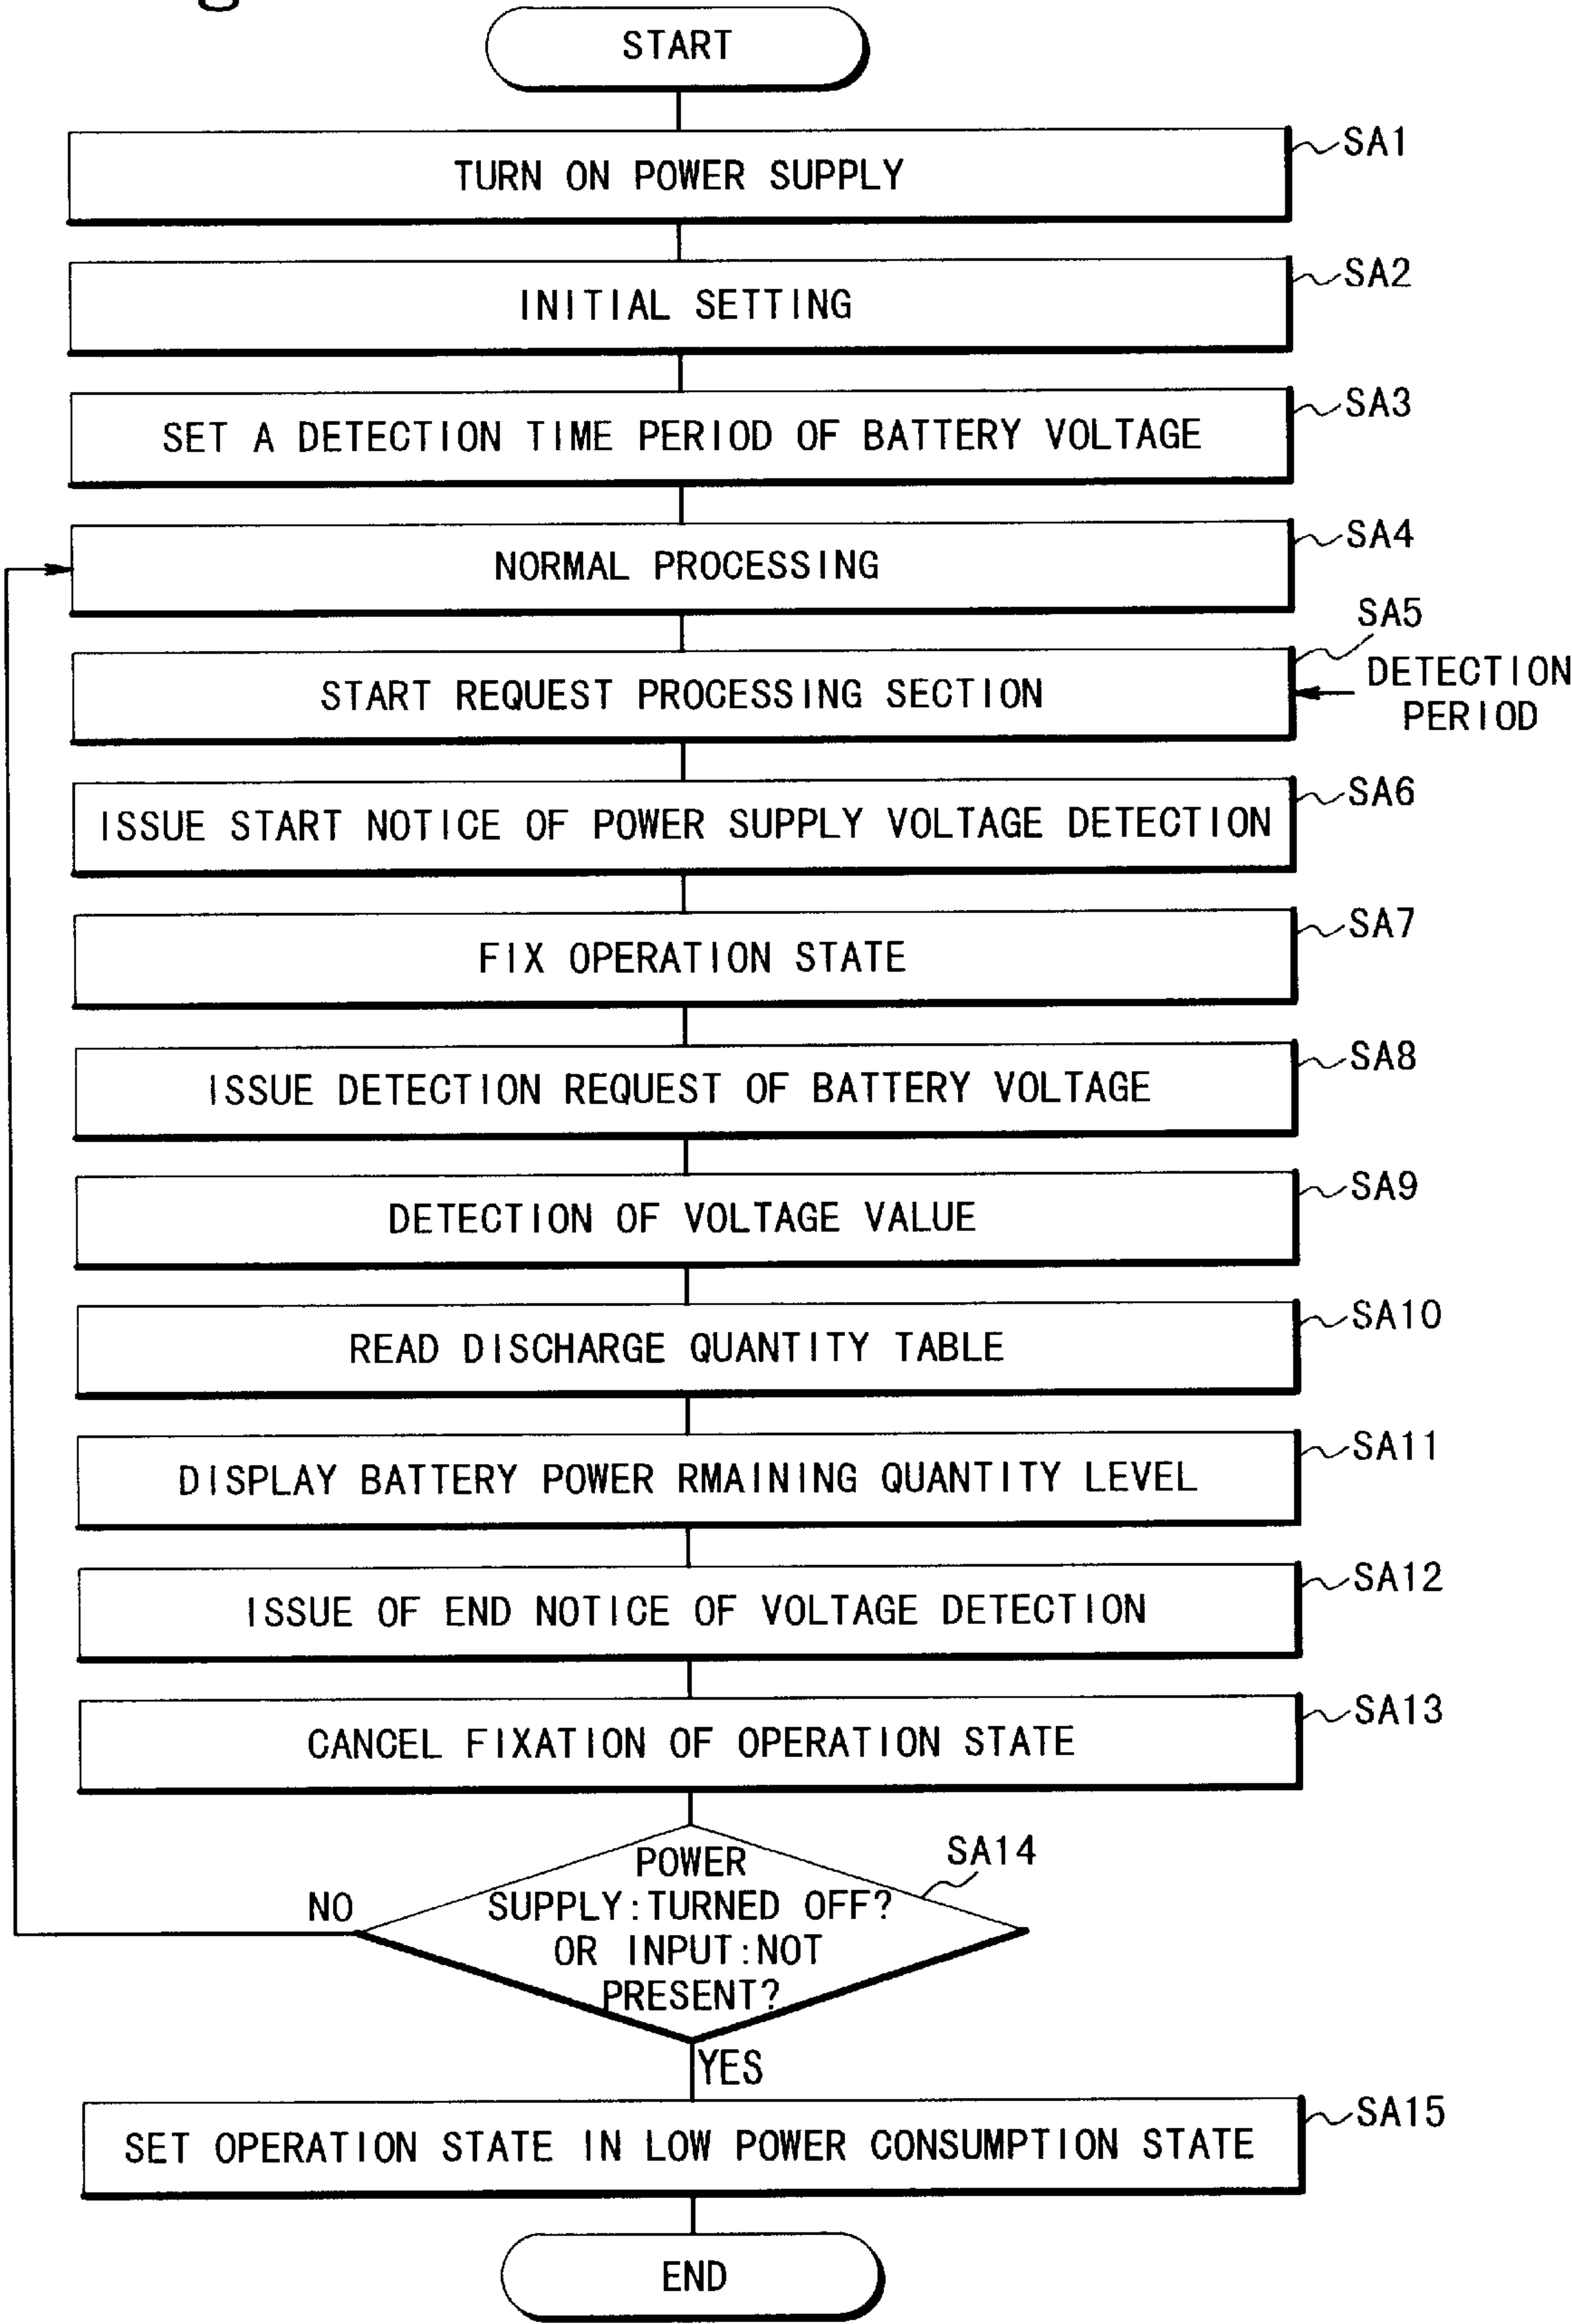 g
START
TURN ON POWER SUPPLY
SA1
INITIAL SETTING
SA2
SET A DETECTION TIME PERIOD OF BATTERY VOLTAGE
SA3
NORMAL PROCESSING
SA4
START REQUEST PROCESSING SECTION
SA5
DETECTION
PERIOD
ISSUE START NOTICE OF POWER SUPPLY VOLTAGE DETECTION
SA6
FIX OPERATION STATE
SA7
ISSUE DETECTION REQUEST OF BATTERY VOLTAGE
SA8
DETECTION OF VOLTAGE VALUE
SA9
READ DISCHARGE QUANTITY TABLE
SA10
DISPLAY BATTERY POWER RMAINING QUANTITY LEVEL
SA11
ISSUE OF END NOTICE OF VOLTAGE DETECTION
SA12
CANCEL FIXATION OF OPERATION STATE
SA13
POWER
SUPPLY:TURNED OFF?
OR INPUT:NOT
PRESENT?
SA14
NO
YES
SET OPERATION STATE IN LOW POWER CONSUMPTION STATE
SA15
END